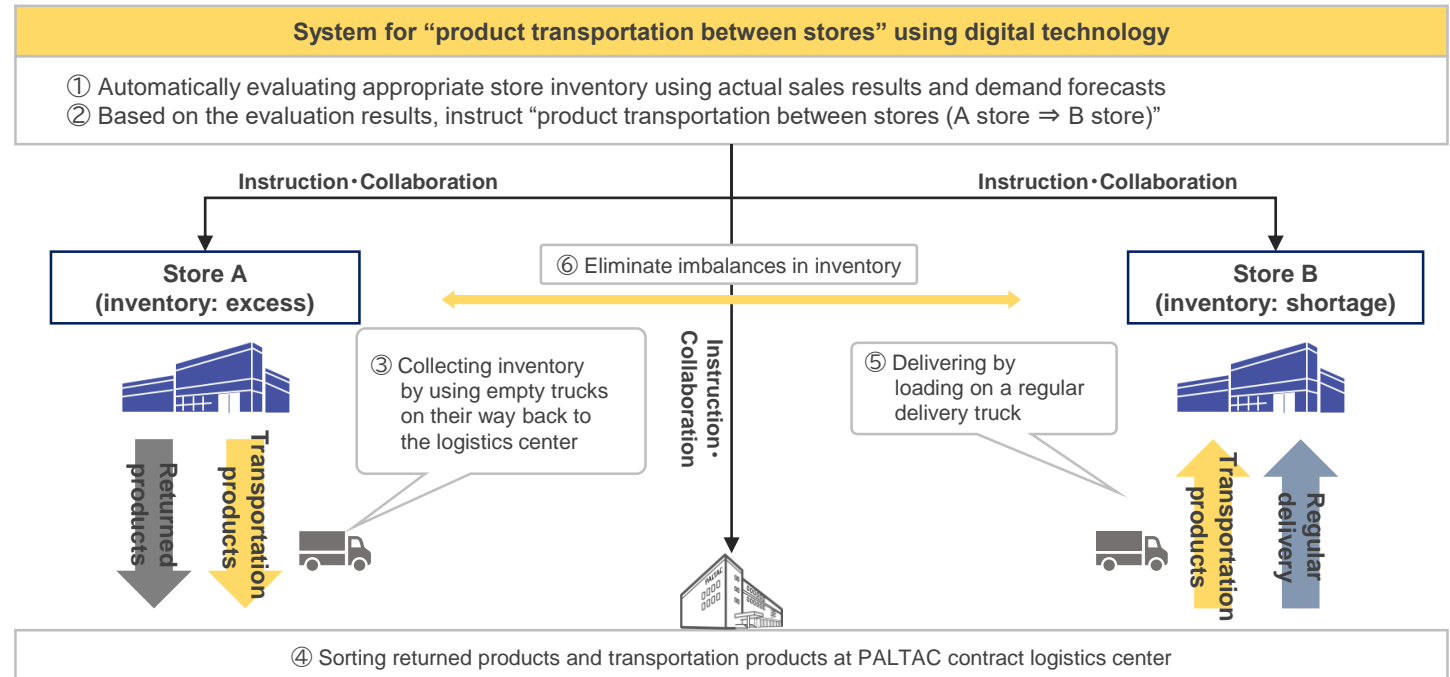 System for “product transportation between stores” using digital technology
① Automatically evaluating appropriate store inventory using actual sales results and demand forecasts
② Based on the evaluation results, instruct “product transportation between stores (A store ⇒ B store)”
Instruction・Collaboration
Instruction・Collaboration
Store A
(inventory: excess)
⑥ Eliminate imbalances in inventory
Store B
(inventory: shortage)
③ Collecting inventory
by using empty trucks
on their way back to
the logistics center
Instruction・
Collaboration
⑤ Delivering by
loading on a regular
delivery truck
Returned
products
Transportation
products
Transportation
products
Regular
delivery
PALTAC
④ Sorting returned products and transportation products at PALTAC contract logistics center